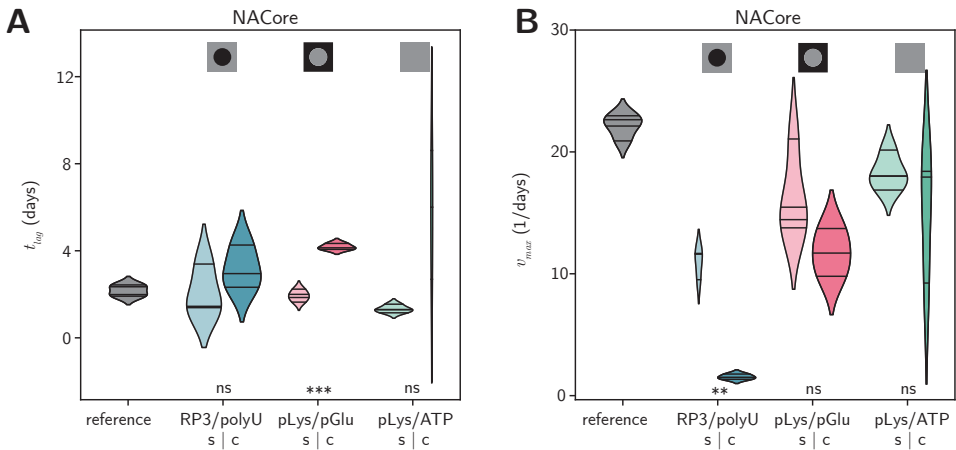 A
NACore
t_lag (days)
12
8
4
0
ns
***
ns
reference
RP3/polyU
s | c
pLys/pGlu
s | c
pLys/ATP
s | c
B
NACore
v_max (1/days)
30
20
10
0
**
ns
ns
reference
RP3/polyU
s | c
pLys/pGlu
s | c
pLys/ATP
s | c